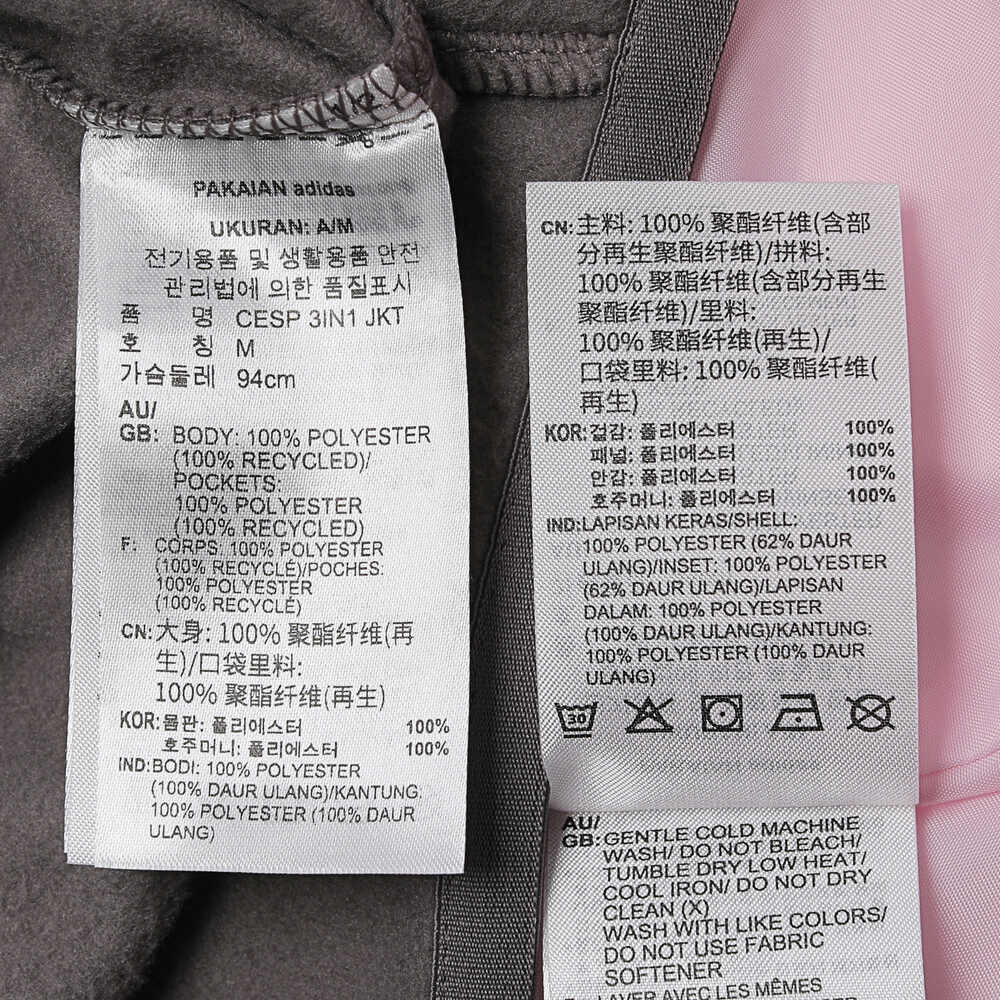 PAKAIAN adidas
UKURAN: A/M
전기용품 및 생활용품 안전
관리법에 의한 품질표시
품 명 CESP 3IN1 JKT
호 칭 M
가슴둘레 94cm
AU/
GB: BODY: 100% POLYESTER
(100% RECYCLED)/
POCKETS:
100% POLYESTER
(100% RECYCLED)
F: CORPS: 100% POLYESTER
(100% RECYCLÉ)/POCHES:
100% POLYESTER
(100% RECYCLÉ)
CN: 大身: 100% 聚酯纤维(再
生)/口袋里料:
100% 聚酯纤维(再生)
KOR: 몸판: 폴리에스터 100%
호주머니: 폴리에스터 100%
IND: BODI: 100% POLYESTER
(100% DAUR ULANG)/KANTUNG:
100% POLYESTER (100% DAUR
ULANG)
CN: 主料: 100% 聚酯纤维(含部
分再生聚酯纤维)/拼料:
100% 聚酯纤维(含部分再生
聚酯纤维)/里料:
100% 聚酯纤维(再生)/
口袋里料: 100% 聚酯纤维(
再生)
KOR: 겉감: 폴리에스터 100%
패널: 폴리에스터 100%
안감: 폴리에스터 100%
호주머니: 폴리에스터 100%
IND: LAPISAN KERAS/SHELL:
100% POLYESTER (62% DAUR
ULANG)/INSET: 100% POLYESTER
(62% DAUR ULANG)/LAPISAN
DALAM: 100% POLYESTER
(100% DAUR ULANG)/KANTUNG:
100% POLYESTER (100% DAUR
ULANG)
30
AU/
GB: GENTLE COLD MACHINE
WASH/ DO NOT BLEACH/
TUMBLE DRY LOW HEAT/
COOL IRON/ DO NOT DRY
CLEAN (X)
WASH WITH LIKE COLORS/
DO NOT USE FABRIC
SOFTENER
LAVER AVEC LES MÊMES